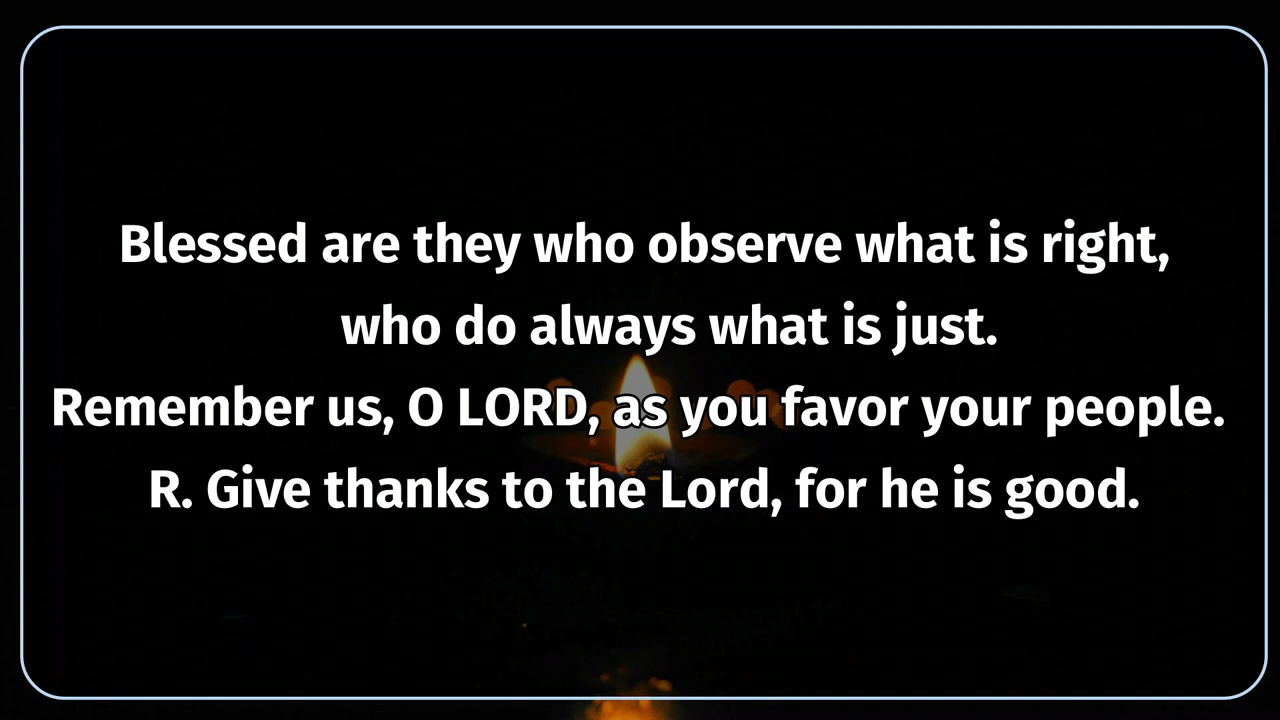 Blessed are they who observe what is right,
who do always what is just.
Remember us, O LORD, as you favor your people.
R. Give thanks to the Lord, for he is good.